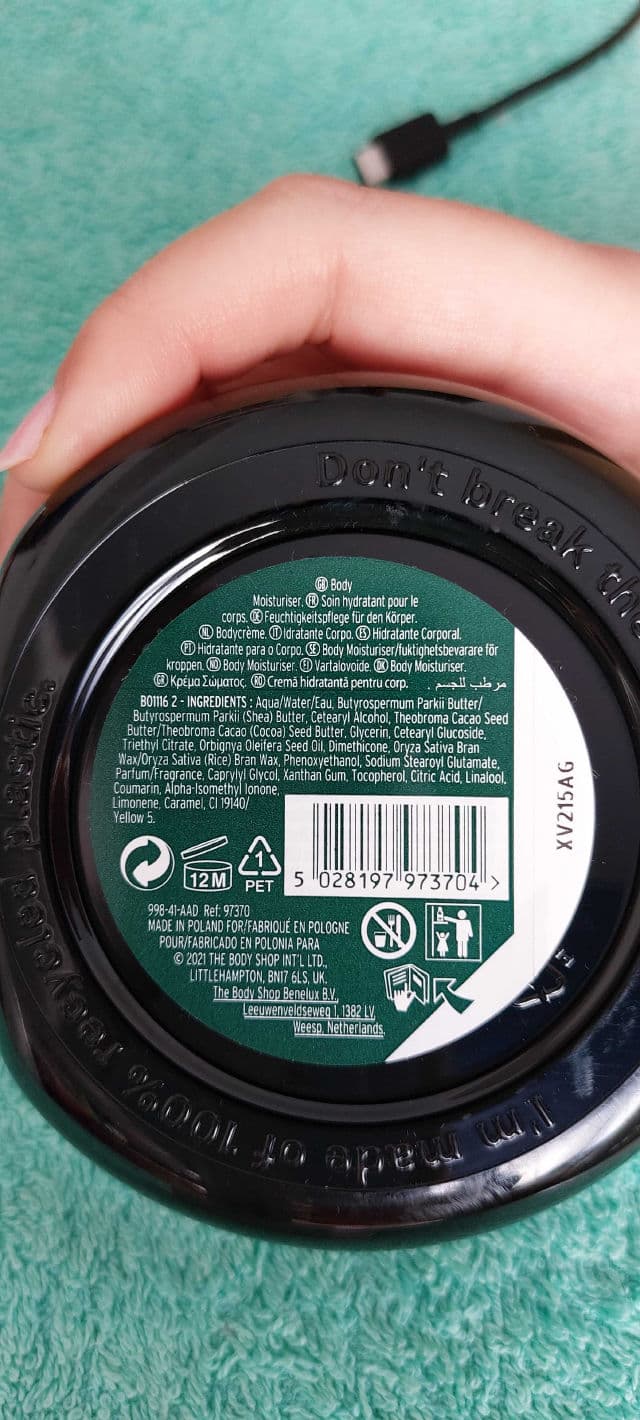 Don't break the
GB Body
Moisturiser. FR Soin hydratant pour le
corps. DE Feuchtigkeitspflege für den Körper.
NL Bodycrème. IT Idratante Corpo. ES Hidratante Corporal.
PT Hidratante para o Corpo. SE Body Moisturiser/fuktighetsbevarare för
kroppen. NO Body Moisturiser. FI Vartalovoide. DK Body Moisturiser.
GR Κρέμα Σώματος. RO Cremă hidratantă pentru corp. مرطب للجسم.
B01116 2 - INGREDIENTS : Aqua/Water/Eau, Butyrospermum Parkii Butter/
Butyrospermum Parkii (Shea) Butter, Cetearyl Alcohol, Theobroma Cacao Seed
Butter/Theobroma Cacao (Cocoa) Seed Butter, Glycerin, Cetearyl Glucoside,
Triethyl Citrate, Orbignya Oleifera Seed Oil, Dimethicone, Oryza Sativa Bran
Wax/Oryza Sativa (Rice) Bran Wax, Phenoxyethanol, Sodium Stearoyl Glutamate,
Parfum/Fragrance, Caprylyl Glycol, Xanthan Gum, Tocopherol, Citric Acid, Linalool,
Coumarin, Alpha-Isomethyl Ionone,
Limonene, Caramel, CI 19140/
Yellow 5.
12 M
1
PET
5 028197 973704 >
XV215AG
998-41-AAD Ref: 97370
MADE IN POLAND FOR/FABRIQUÉ EN POLOGNE
POUR/FABRICADO EN POLONIA PARA
© 2021 THE BODY SHOP INT'L LTD.,
LITTLEHAMPTON, BN17 6LS, UK.
The Body Shop Benelux B.V.
Leeuwenveldseweg 1, 1382 LV
Weesp, Netherlands.
I'm made of 100% recycled plastic.